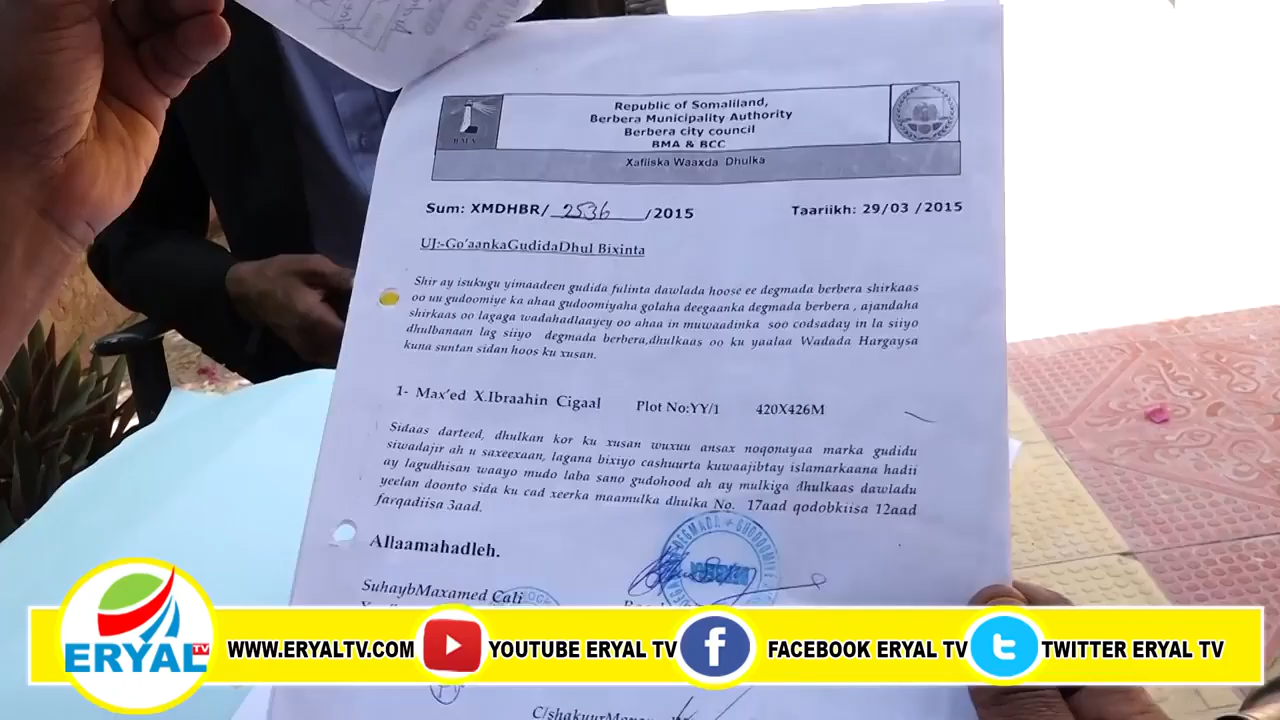 Republic of Somaliland,
Berbera Municipality Authority
Berbera city council
BMA & BCC
BMA
Xafiiska Waaxda Dhulka
Sum: XMDHBR/ 2536 /2015
Taariikh: 29/03 /2015
UJ:-Go'aankaGudidaDhul Bixinta
Shir ay isukugu yimaadeen gudida fulinta dawlada hoose ee degmada berbera shirkaas
oo uu gudoomiye ka ahaa gudoomiyaha golaha deegaanka degmada berbera , ajandaha
shirkaas oo lagaga wadahadlaaycy oo ahaa in muwaadinka soo codsaday in la siiyo
dhulbanaan lag siiyo degmada berbera,dhulkaas oo ku yaalaa Wadada Hargaysa
kuna suntan sidan hoos ku xusan.
1- Max'ed X.Ibraahin Cigaal Plot No:YY/1 420X426M
Sidaas darteed, dhulkan kor ku xusan wuxuu ansax noqonayaa marka gudidu
siwadajir ah u saxeexaan, lagana bixiyo cashuurta kuwaajibtay islamarkaana hadii
ay lagudhisan waayo mudo laba sano gudohood ah ay mulkiga dhulkaas dawladu
yeelan doonto sida ku cad xeerka maamulka dhulka No. 17aad qodobkiisa 12aad
farqadiisa 3aad.
Allaamahadleh.
SuhaybMaxamed Cali
ERYAL TV
WWW.ERYALTV.COM
YOUTUBE ERYAL TV
f
FACEBOOK ERYAL TV
TWITTER ERYAL TV